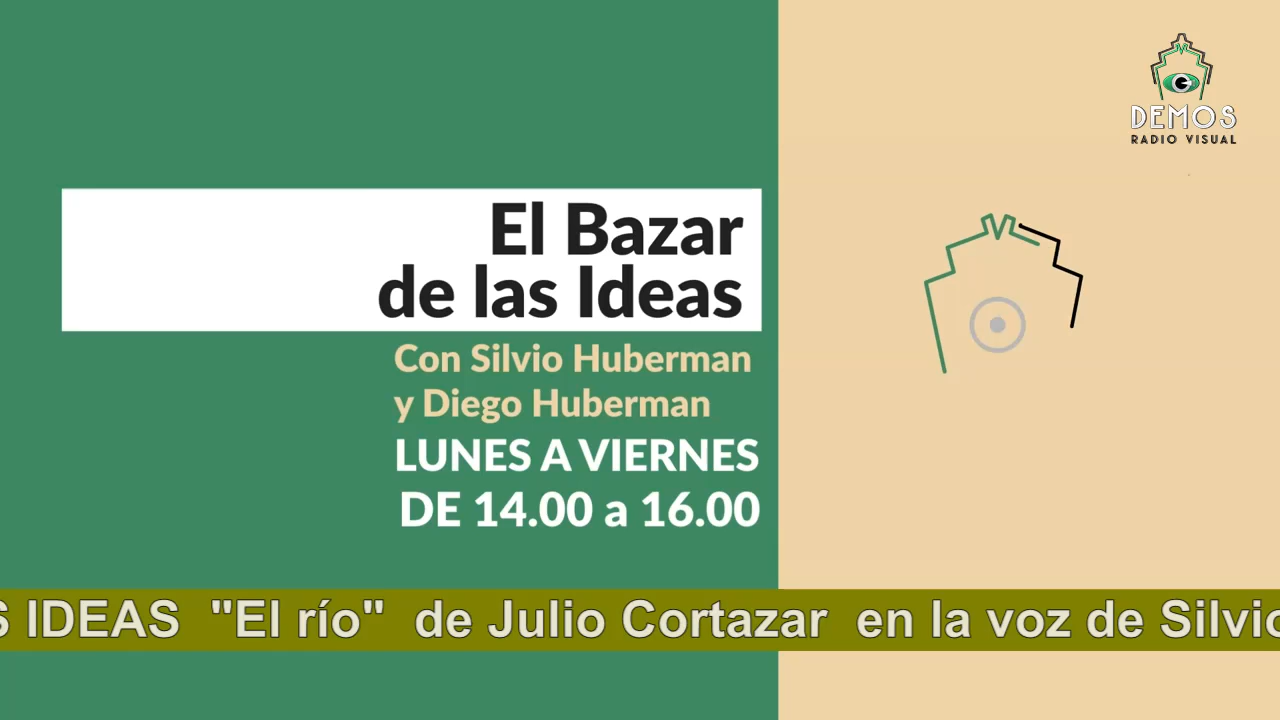 DEMOS
RADIO VISUAL
El Bazar
de las Ideas
Con Silvio Huberman
y Diego Huberman
LUNES A VIERNES
DE 14.00 a 16.00
S IDEAS "El río" de Julio Cortazar en la voz de Silvio